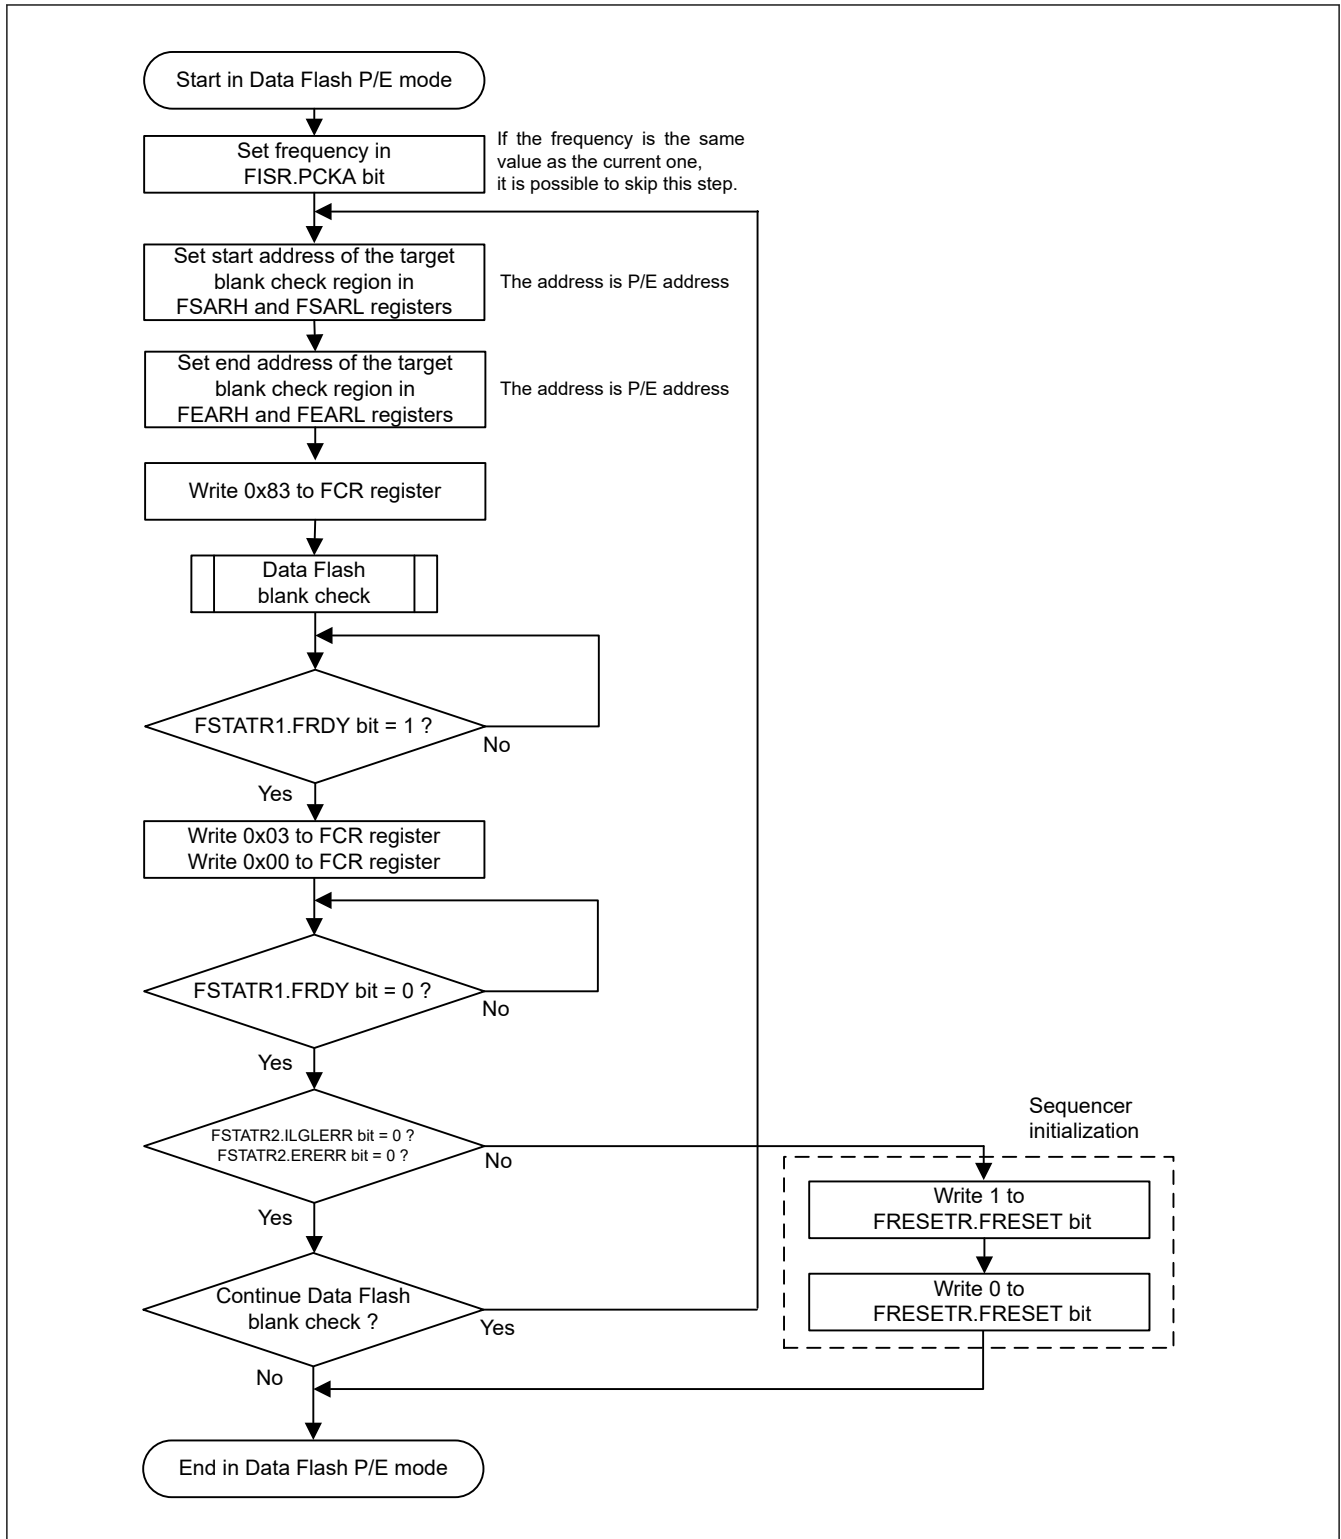 Start in Data Flash P/E mode
Set frequency in
FISR.PCKA bit
If the frequency is the same
value as the current one,
it is possible to skip this step.
Set start address of the target
blank check region in
FSARH and FSARL registers
The address is P/E address
Set end address of the target
blank check region in
FEARH and FEARL registers
The address is P/E address
Write 0x83 to FCR register
Data Flash
blank check
FSTATR1.FRDY bit = 1 ?
No
Yes
Write 0x03 to FCR register
Write 0x00 to FCR register
FSTATR1.FRDY bit = 0 ?
No
Yes
FSTATR2.ILGLERR bit = 0 ?
FSTATR2.ERERR bit = 0 ?
No
Yes
Sequencer
initialization
Write 1 to
FRESETR.FRESET bit
Write 0 to
FRESETR.FRESET bit
Continue Data Flash
blank check ?
Yes
No
End in Data Flash P/E mode